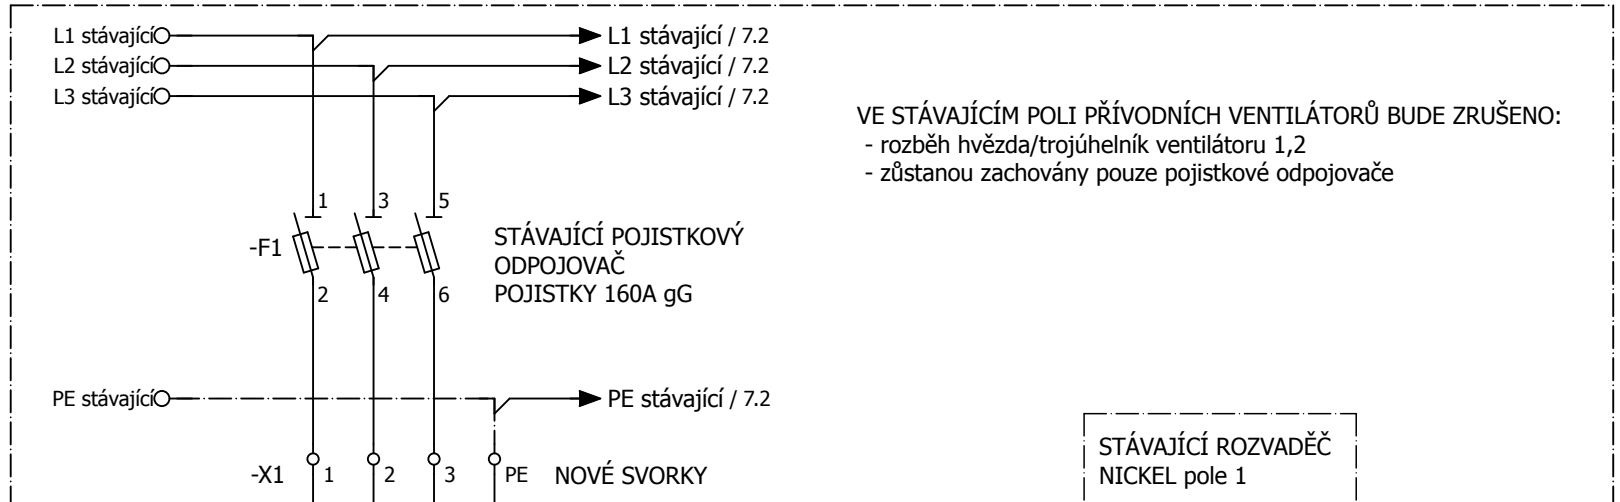 L1 stávající
L1 stávající / 7.2
L2 stávající
L2 stávající / 7.2
L3 stávající
L3 stávající / 7.2
VE STÁVAJÍCÍM POLI PŘÍVODNÍCH VENTILÁTORŮ BUDE ZRUŠENO:
- rozběh hvězda/trojúhelník ventilátoru 1,2
- zůstanou zachovány pouze pojistkové odpojovače
1 3 5
-F1
STÁVAJÍCÍ POJISTKOVÝ
ODPOJOVAČ
POJISTKY 160A gG
2 4 6
PE stávající
PE stávající / 7.2
-X1 1 2 3 PE NOVÉ SVORKY
STÁVAJÍCÍ ROZVADĚČ
NICKEL pole 1